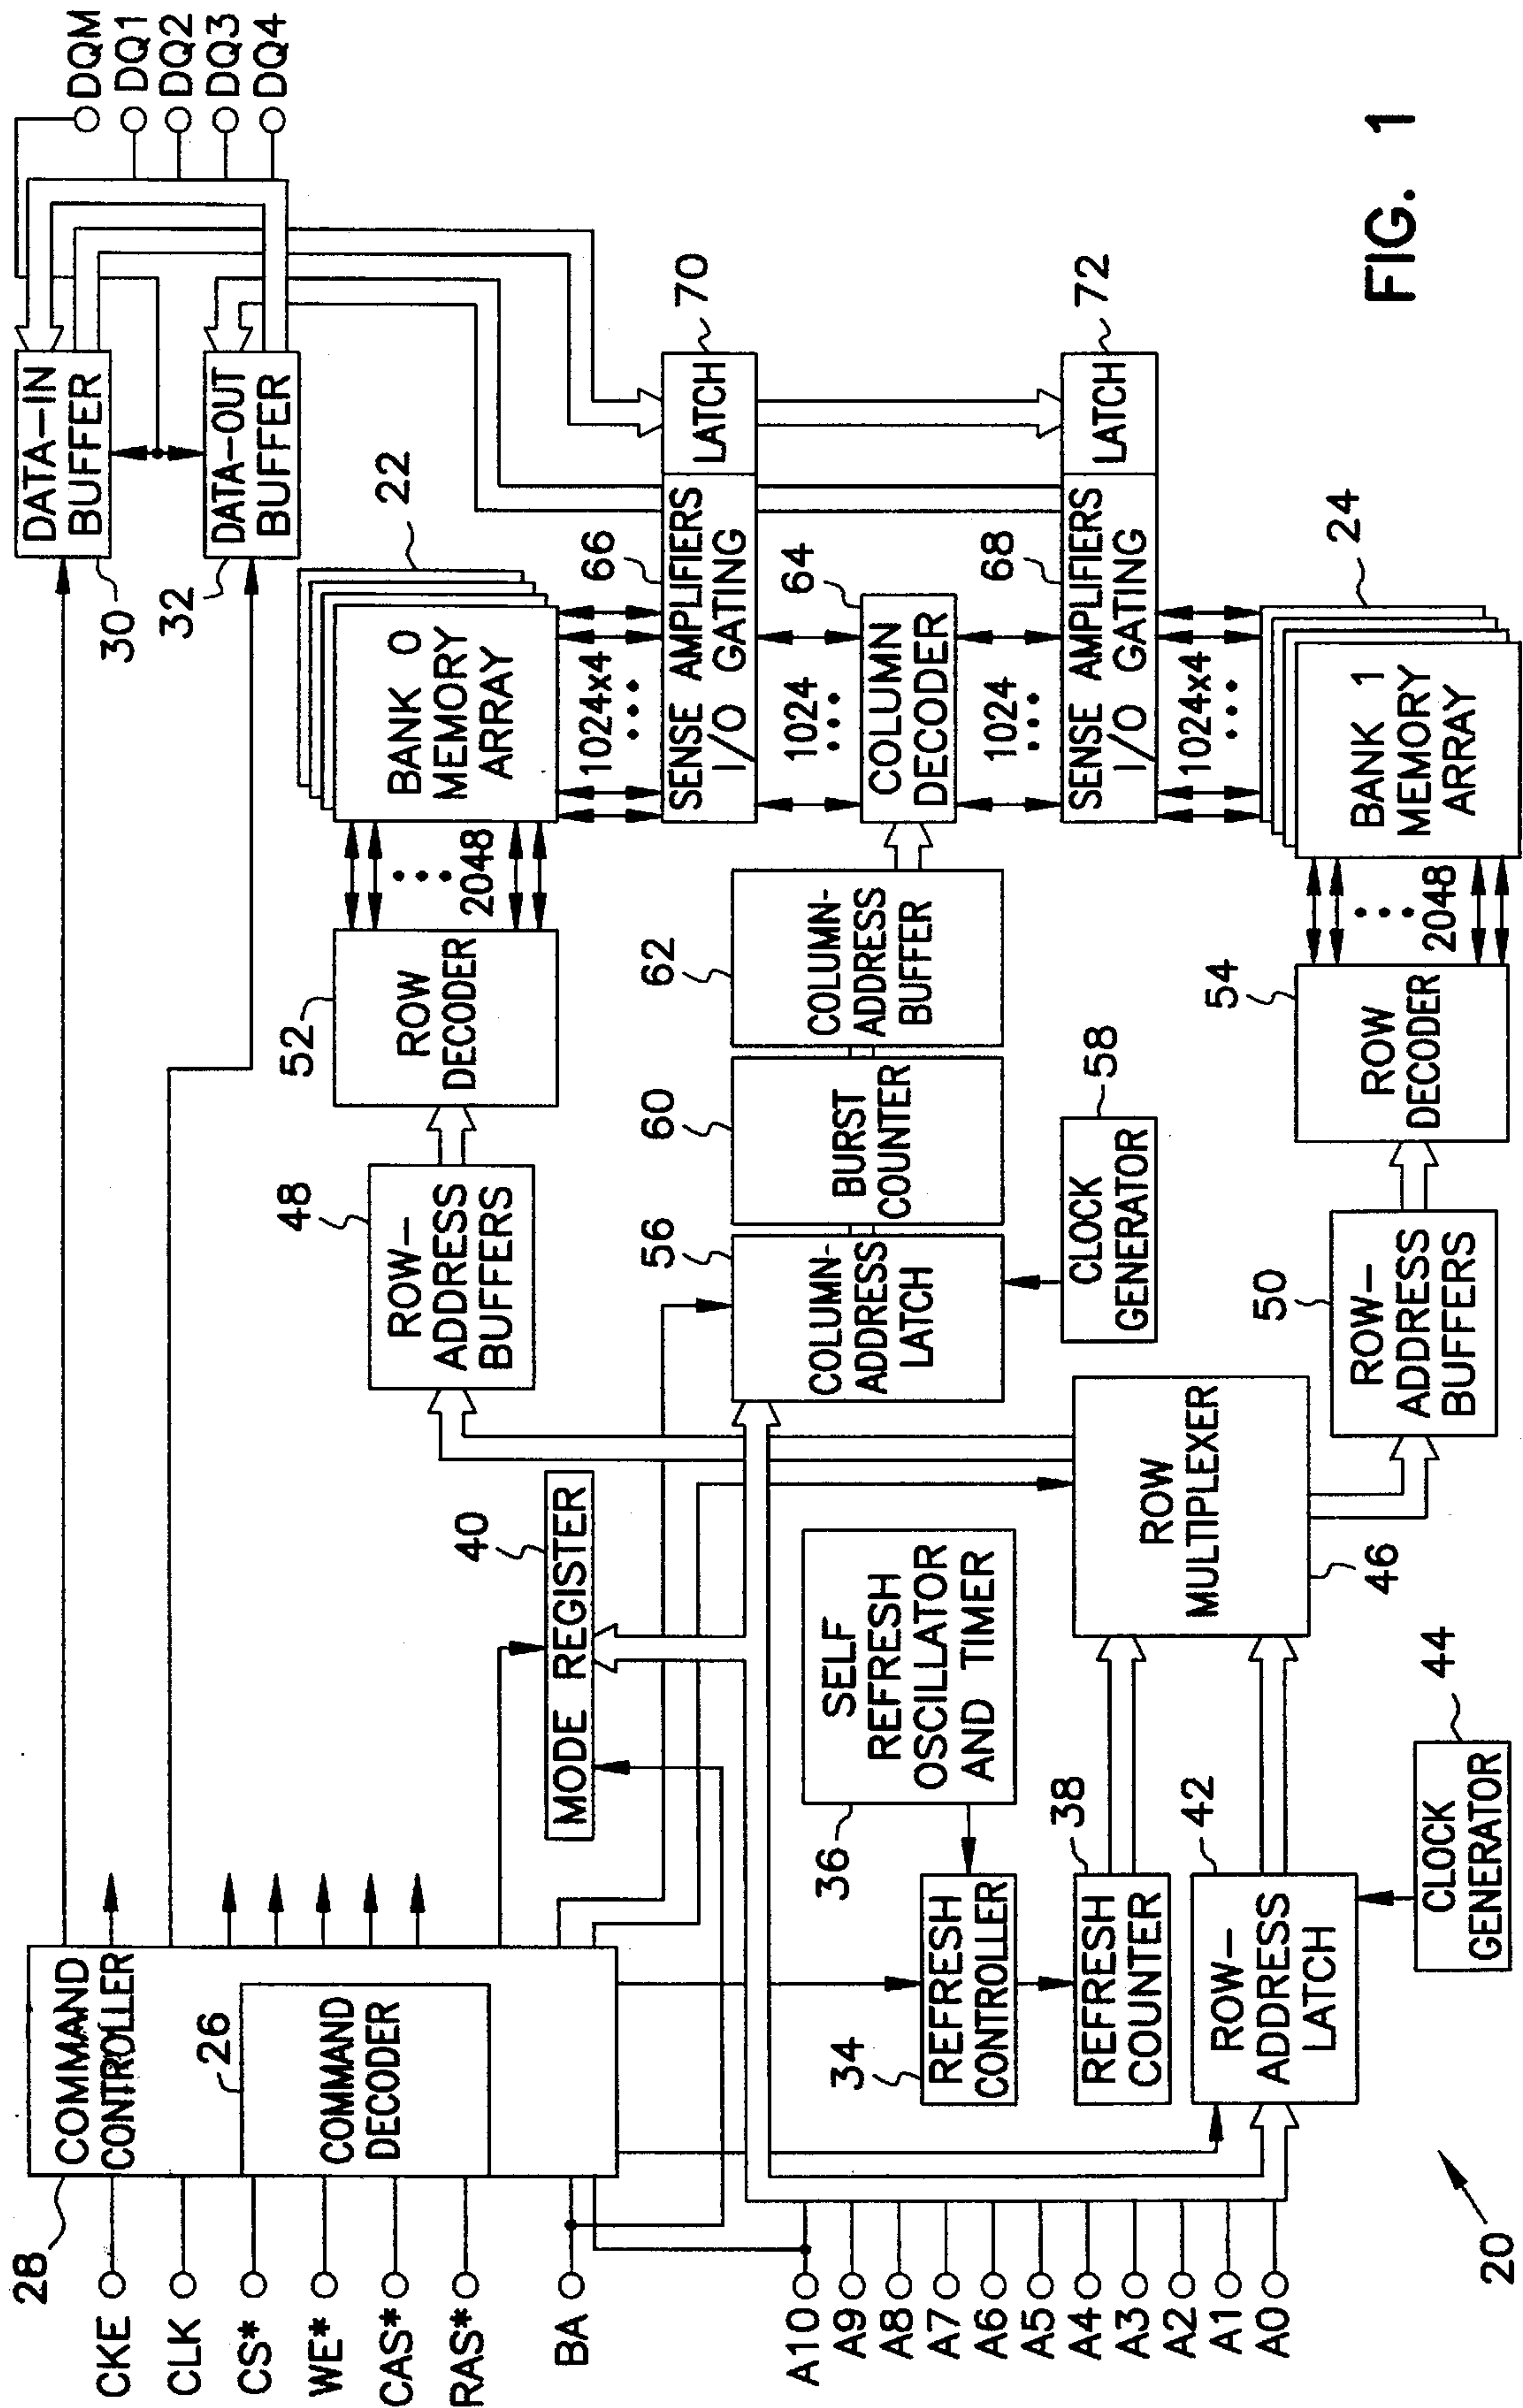 CKE
CLK
CS*
WE*
CAS*
RAS*
BA
A10
A9
A8
A7
A6
A5
A4
A3
A2
A1
A0
28
COMMAND
CONTROLLER
26
COMMAND
DECODER
30
DATA-IN
BUFFER
32
DATA-OUT
BUFFER
DQM
DQ1
DQ2
DQ3
DQ4
40
MODE REGISTER
48
ROW-
ADDRESS
BUFFERS
52
ROW
DECODER
2048
22
BANK 0
MEMORY
ARRAY
1024x4
66
SENSE AMPLIFIERS
I/O GATING
LATCH
70
1024
56
COLUMN-
ADDRESS
LATCH
60
BURST
COUNTER
62
COLUMN-
ADDRESS
BUFFER
64
COLUMN
DECODER
58
CLOCK
GENERATOR
1024
68
SENSE AMPLIFIERS
I/O GATING
LATCH
72
1024x4
36
SELF
REFRESH
OSCILLATOR
AND TIMER
34
REFRESH
CONTROLLER
38
REFRESH
COUNTER
42
ROW-
ADDRESS
LATCH
44
CLOCK
GENERATOR
ROW
MULTIPLEXER
46
50
ROW-
ADDRESS
BUFFERS
54
ROW
DECODER
2048
24
BANK 1
MEMORY
ARRAY
20
FIG. 1